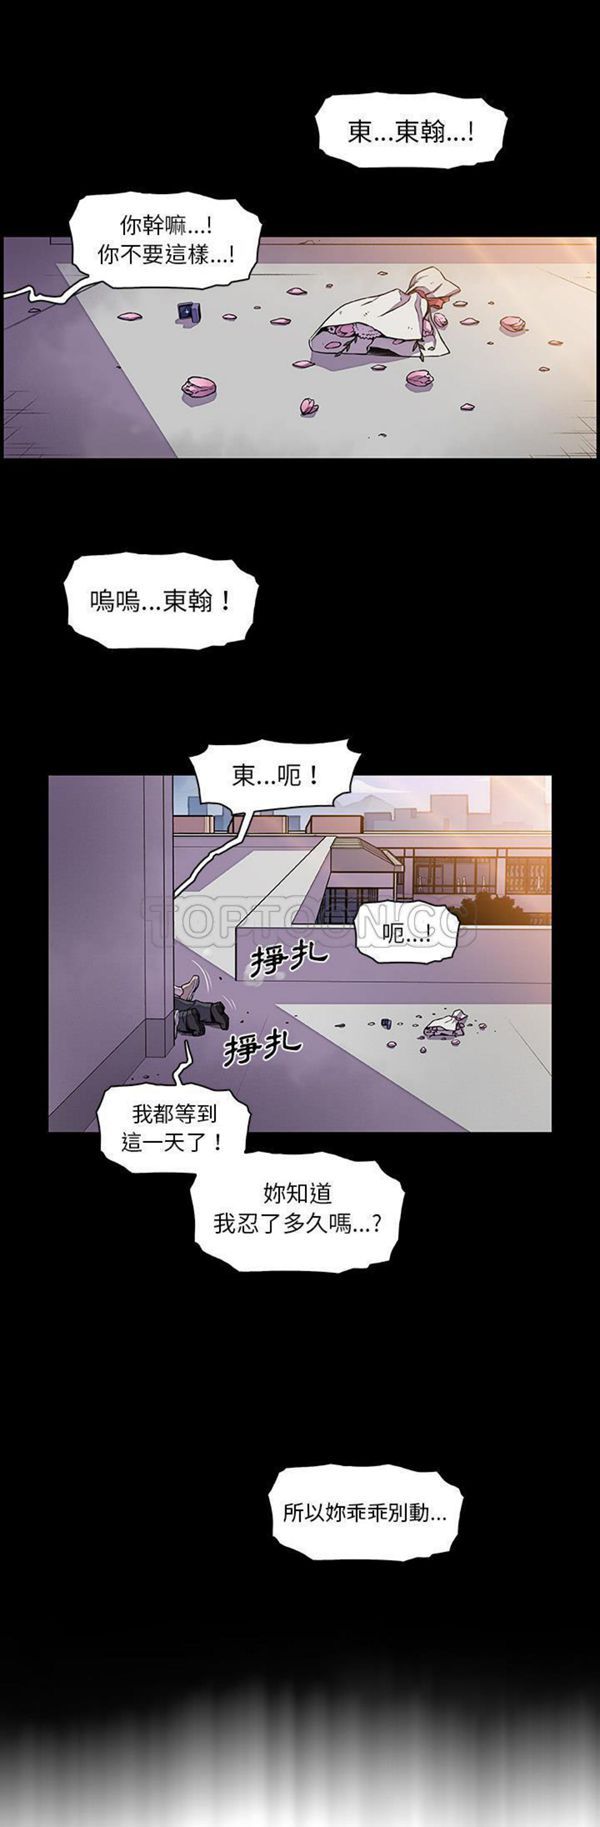 東...東翰...!
你幹嘛...!
你不要這樣...!
嗚嗚...東翰！
東...呃！
TOPTOON.CC
呃...!
掙扎
掙扎
我都等到
這一天了！
妳知道
我忍了多久嗎...?
所以妳乖乖別動...